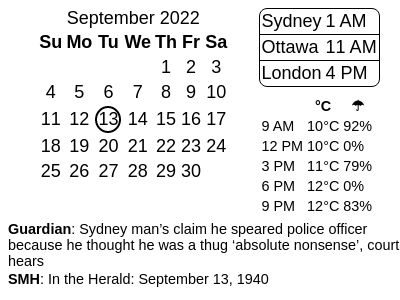 September 2022
Su Mo Tu We Th Fr Sa
1 2 3
4 5 6 7 8 9 10
11 12 13 14 15 16 17
18 19 20 21 22 23 24
25 26 27 28 29 30
Sydney 1 AM
Ottawa 11 AM
London 4 PM
°C ☂
9 AM 10°C 92%
12 PM 10°C 0%
3 PM 11°C 79%
6 PM 12°C 0%
9 PM 12°C 83%
Guardian: Sydney man’s claim he speared police officer
because he thought he was a thug ‘absolute nonsense’, court
hears
SMH: In the Herald: September 13, 1940